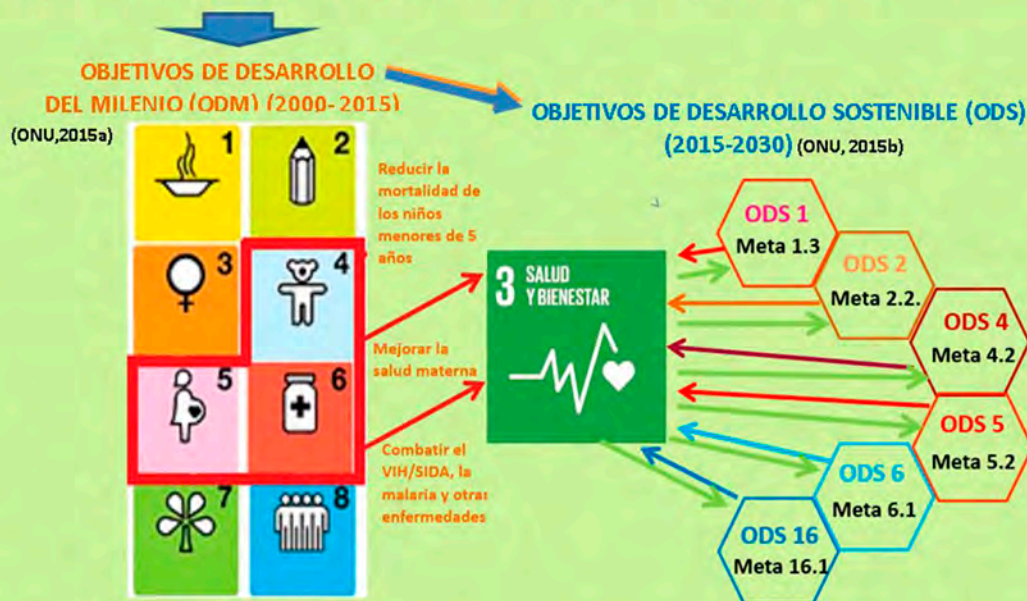 OBJETIVOS DE DESARROLLO
DEL MILENIO (ODM) (2000- 2015)
(ONU,2015a)
OBJETIVOS DE DESARROLLO SOSTENIBLE (ODS)
(2015-2030) (ONU, 2015b)
1
2
3
4
5
6
7
8
Reducir la
mortalidad de
los niños
menores de 5
años
Mejorar la
salud materna
Combatir el
VIH/SIDA, la
malaria y otras
enfermedades
3 SALUD
Y BIENESTAR
ODS 1
Meta 1.3
ODS 2
Meta 2.2.
ODS 4
Meta 4.2
ODS 5
Meta 5.2
ODS 6
Meta 6.1
ODS 16
Meta 16.1